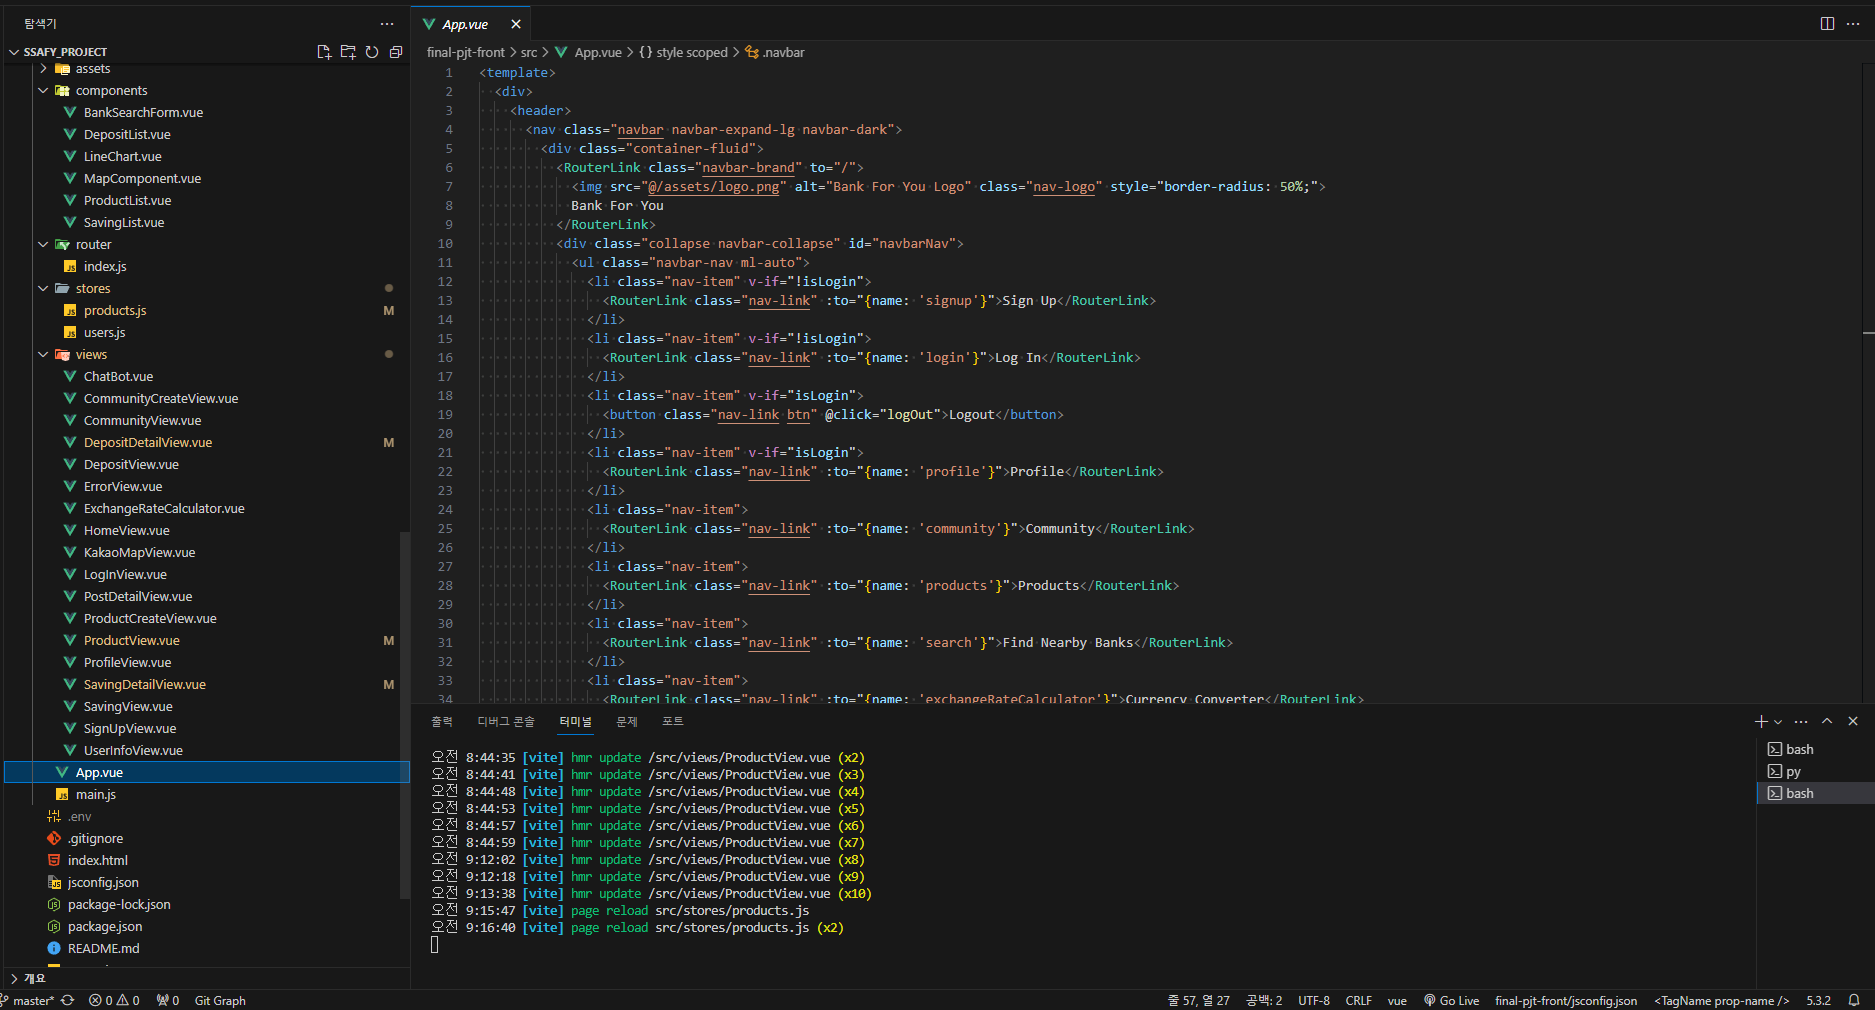 탐색기
SSAFY_PROJECT
assets
components
BankSearchForm.vue
DepositList.vue
LineChart.vue
MapComponent.vue
ProductList.vue
SavingList.vue
router
index.js
stores
products.js M
users.js
views
ChatBot.vue
CommunityCreateView.vue
CommunityView.vue
DepositDetailView.vue M
DepositView.vue
ErrorView.vue
ExchangeRateCalculator.vue
HomeView.vue
KakaoMapView.vue
LogInView.vue
PostDetailView.vue
ProductCreateView.vue
ProductView.vue M
ProfileView.vue
SavingDetailView.vue M
SavingView.vue
SignUpView.vue
UserInfoView.vue
App.vue
main.js
.env
.gitignore
index.html
jsconfig.json
package-lock.json
package.json
README.md
개요
App.vue
final-pjt-front > src > App.vue > {} style scoped > .navbar
1 <template>
2 <div>
3 <header>
4 <nav class="navbar navbar-expand-lg navbar-dark">
5 <div class="container-fluid">
6 <RouterLink class="navbar-brand" to="/">
7 <img src="@/assets/logo.png" alt="Bank For You Logo" class="nav-logo" style="border-radius: 50%;">
8 Bank For You
9 </RouterLink>
10 <div class="collapse navbar-collapse" id="navbarNav">
11 <ul class="navbar-nav ml-auto">
12 <li class="nav-item" v-if="!isLogin">
13 <RouterLink class="nav-link" :to="{name: 'signup'}">Sign Up</RouterLink>
14 </li>
15 <li class="nav-item" v-if="!isLogin">
16 <RouterLink class="nav-link" :to="{name: 'login'}">Log In</RouterLink>
17 </li>
18 <li class="nav-item" v-if="isLogin">
19 <button class="nav-link btn" @click="logOut">Logout</button>
20 </li>
21 <li class="nav-item" v-if="isLogin">
22 <RouterLink class="nav-link" :to="{name: 'profile'}">Profile</RouterLink>
23 </li>
24 <li class="nav-item">
25 <RouterLink class="nav-link" :to="{name: 'community'}">Community</RouterLink>
26 </li>
27 <li class="nav-item">
28 <RouterLink class="nav-link" :to="{name: 'products'}">Products</RouterLink>
29 </li>
30 <li class="nav-item">
31 <RouterLink class="nav-link" :to="{name: 'search'}">Find Nearby Banks</RouterLink>
32 </li>
33 <li class="nav-item">
34 <RouterLink class="nav-link" :to="{name: 'exchangeRateCalculator'}">Currency Converter</RouterLink>
출력 디버그 콘솔 터미널 문제 포트
오전 8:44:35 [vite] hmr update /src/views/ProductView.vue (x2)
오전 8:44:41 [vite] hmr update /src/views/ProductView.vue (x3)
오전 8:44:48 [vite] hmr update /src/views/ProductView.vue (x4)
오전 8:44:53 [vite] hmr update /src/views/ProductView.vue (x5)
오전 8:44:57 [vite] hmr update /src/views/ProductView.vue (x6)
오전 8:44:59 [vite] hmr update /src/views/ProductView.vue (x7)
오전 9:12:02 [vite] hmr update /src/views/ProductView.vue (x8)
오전 9:12:18 [vite] hmr update /src/views/ProductView.vue (x9)
오전 9:13:38 [vite] hmr update /src/views/ProductView.vue (x10)
오전 9:15:47 [vite] page reload src/stores/products.js
오전 9:16:40 [vite] page reload src/stores/products.js (x2)
bash
py
bash
master* 0 0 0 Git Graph 줄 57, 열 27 공백: 2 UTF-8 CRLF vue Go Live final-pjt-front/jsconfig.json <TagName prop-name /> 5.3.2